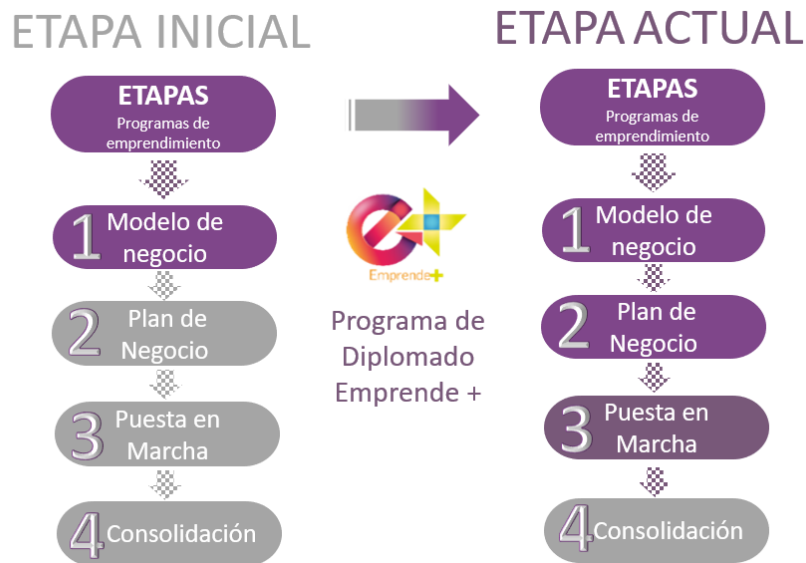 ETAPA INICIAL
ETAPAS
Programas de
emprendimiento
1 Modelo de
negocio
2 Plan de
Negocio
3 Puesta en
Marcha
4 Consolidación
Emprende+
Programa de
Diplomado
Emprende +
ETAPA ACTUAL
ETAPAS
Programas de
emprendimiento
1 Modelo de
negocio
2 Plan de
Negocio
3 Puesta en
Marcha
4 Consolidación